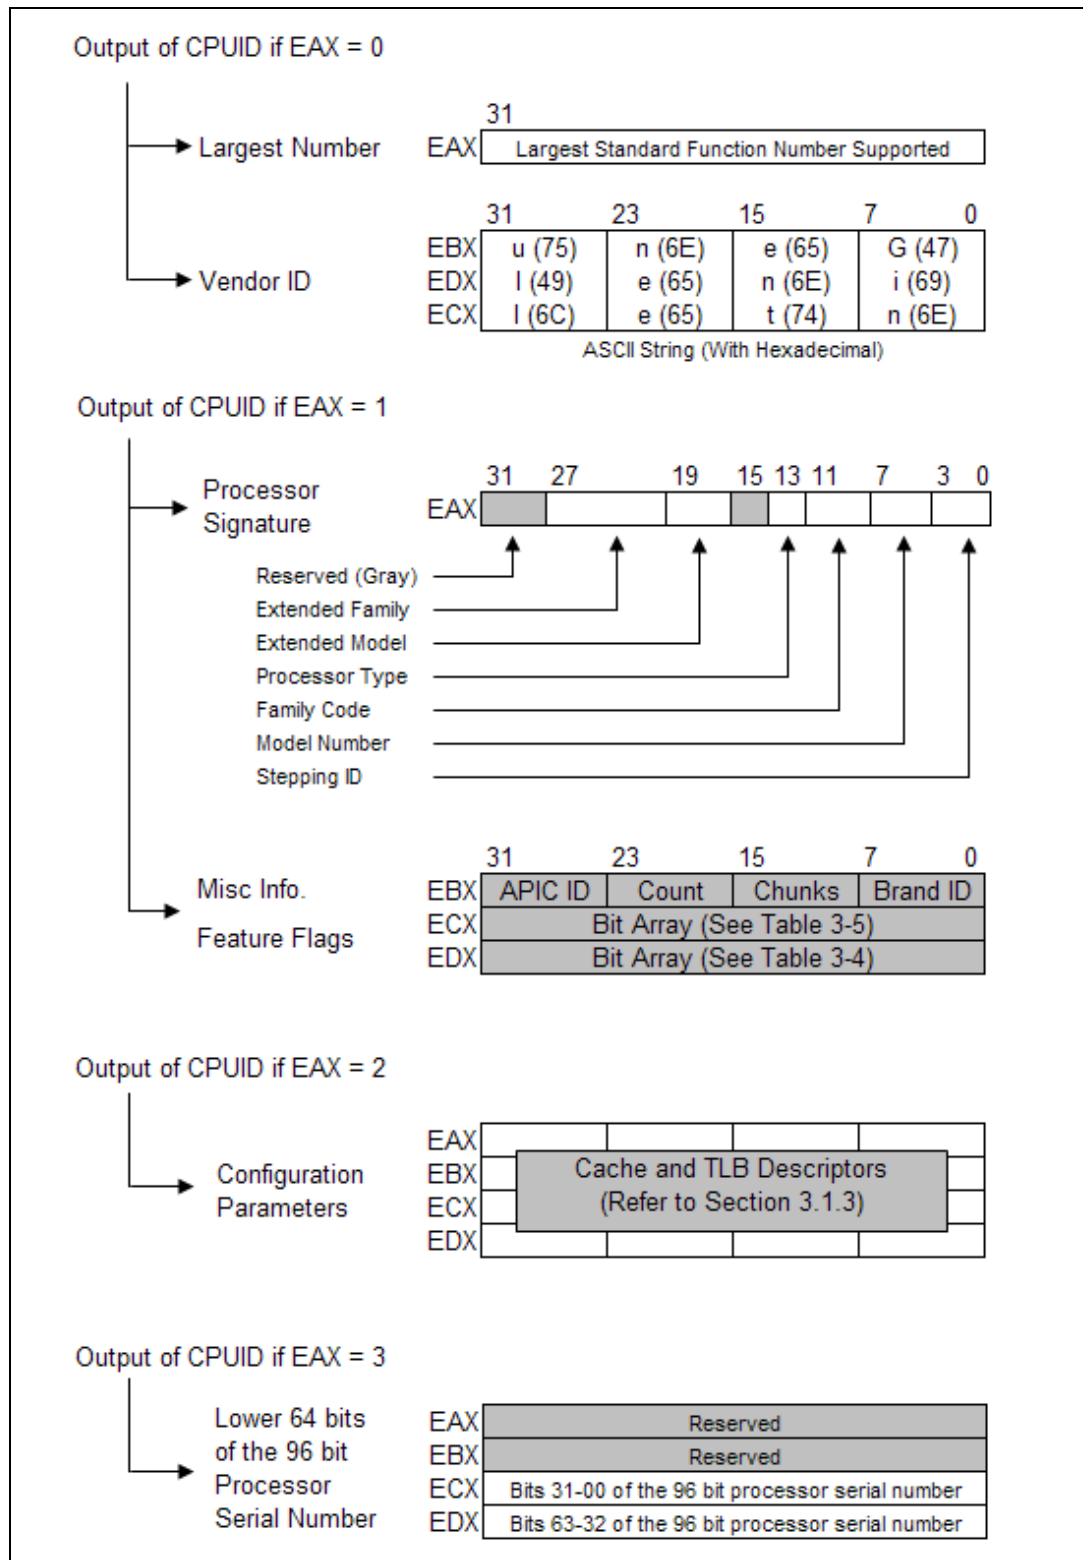 Output of CPUID if EAX = 0
31
Largest Number EAX Largest Standard Function Number Supported
31 23 15 7 0
EBX u (75) n (6E) e (65) G (47)
Vendor ID EDX I (49) e (65) n (6E) i (69)
ECX l (6C) e (65) t (74) n (6E)
ASCII String (With Hexadecimal)
Output of CPUID if EAX = 1
31 27 19 15 13 11 7 3 0
Processor
Signature
EAX
Reserved (Gray)
Extended Family
Extended Model
Processor Type
Family Code
Model Number
Stepping ID
31 23 15 7 0
Misc Info. EBX APIC ID Count Chunks Brand ID
ECX Bit Array (See Table 3-5)
Feature Flags
EDX Bit Array (See Table 3-4)
Output of CPUID if EAX = 2
EAX
Configuration EBX Cache and TLB Descriptors
Parameters ECX (Refer to Section 3.1.3)
EDX
Output of CPUID if EAX = 3
Lower 64 bits EAX Reserved
of the 96 bit EBX Reserved
Processor ECX Bits 31-00 of the 96 bit processor serial number
Serial Number EDX Bits 63-32 of the 96 bit processor serial number